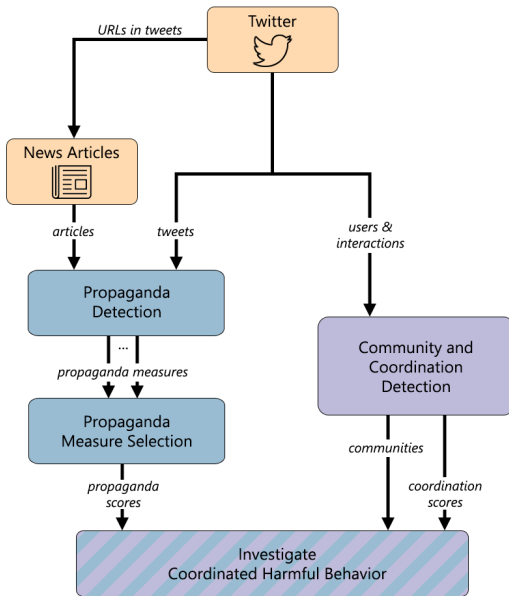 Twitter
URLs in tweets
News Articles
articles
tweets
users &
interactions
Propaganda
Detection
...
propaganda measures
Community and
Coordination
Detection
Propaganda
Measure Selection
communities
propaganda
scores
coordination
scores
Investigate
Coordinated Harmful Behavior